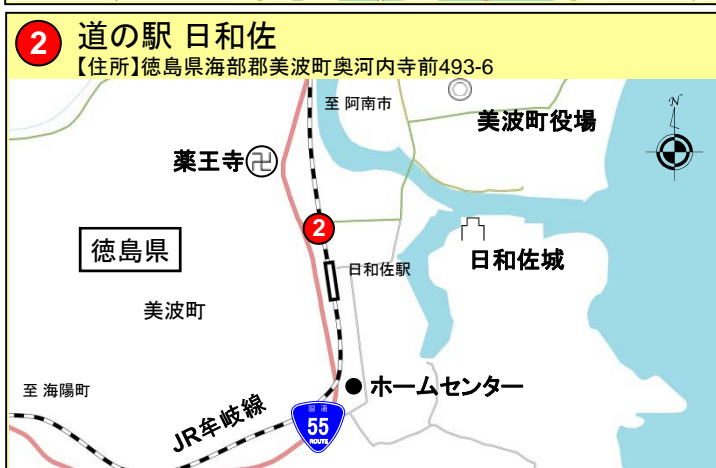 2 道の駅 日和佐
【住所】徳島県海部郡美波町奥河内寺前493-6
至 阿南市
美波町役場
N
薬王寺卍
2
徳島県
日和佐駅
日和佐城
美波町
至 海陽町
ホームセンター
JR牟岐線
国道
55
ROUTE